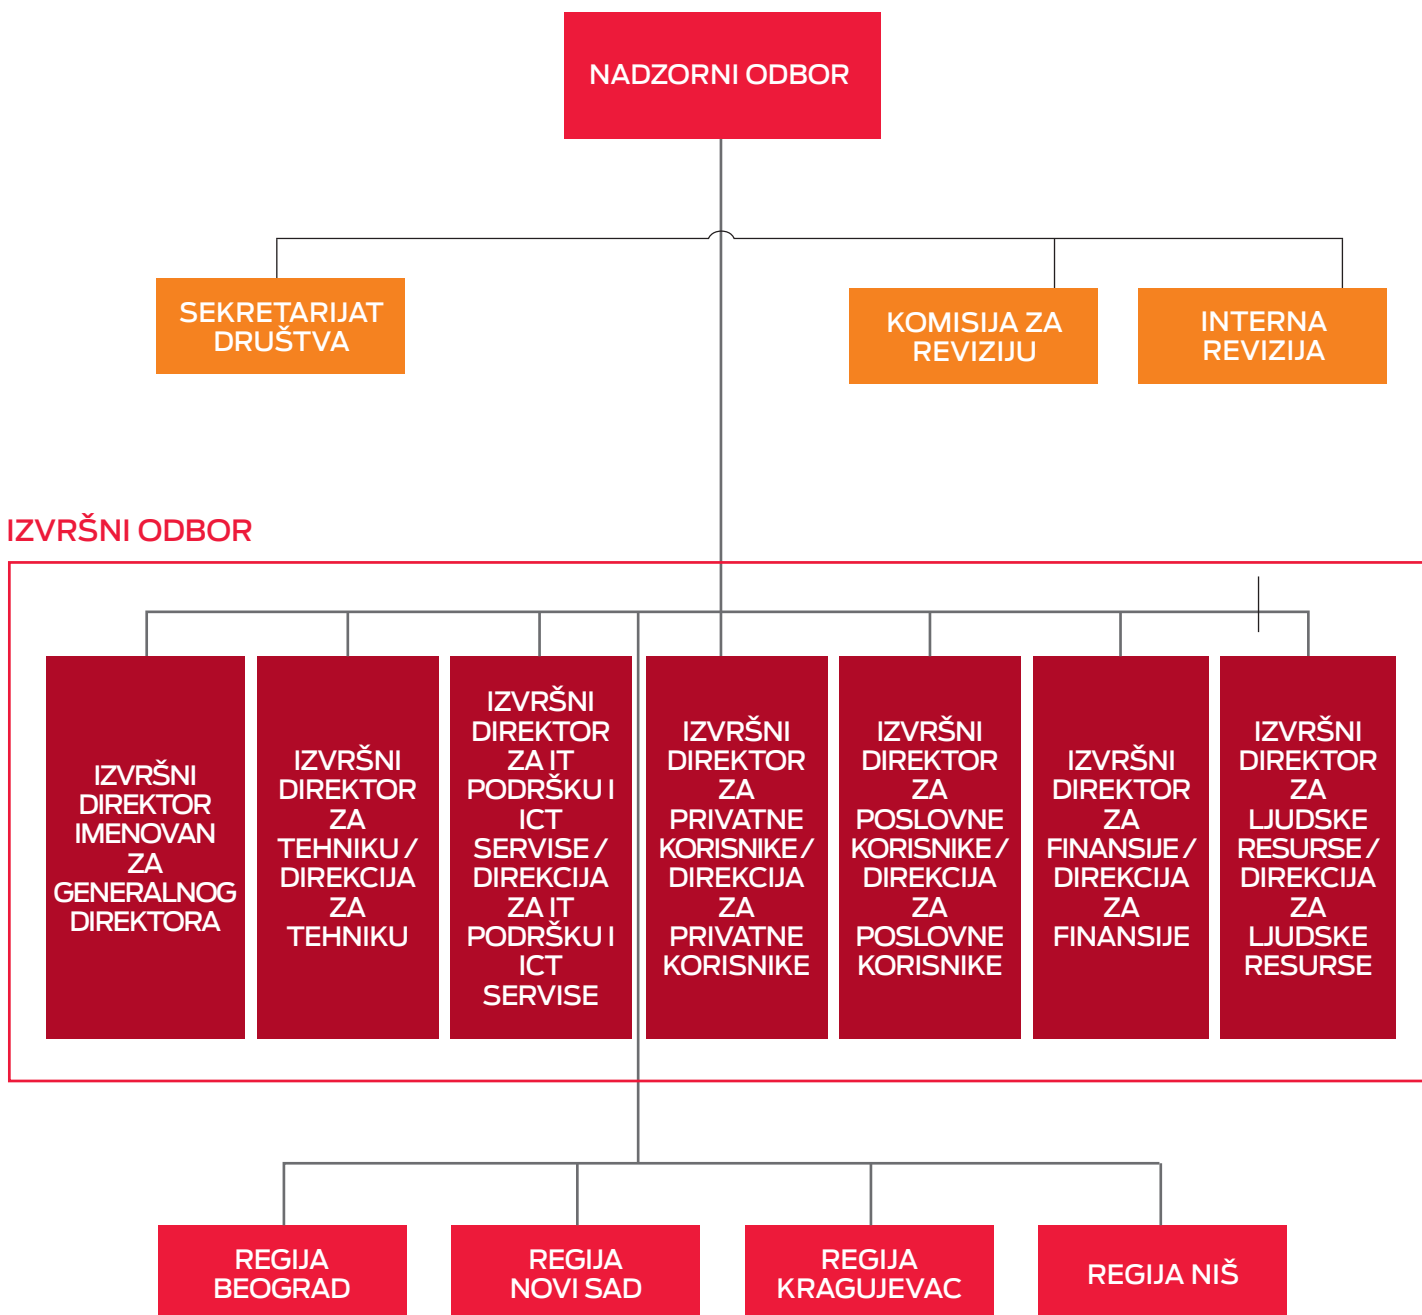 NADZORNI ODBOR
SEKRETARIJAT
DRUŠTVA
KOMISIJA ZA
REVIZIJU
INTERNA
REVIZIJA
IZVRŠNI ODBOR
IZVRŠNI
DIREKTOR
IMENOVAN
ZA
GENERALNOG
DIREKTORA
IZVRŠNI
DIREKTOR
ZA
TEHNIKU /
DIREKCIJA
ZA
TEHNIKU
IZVRŠNI
DIREKTOR
ZA IT
PODRŠKU I
ICT
SERVISE /
DIREKCIJA
ZA IT
PODRŠKU I
ICT
SERVISE
IZVRŠNI
DIREKTOR
ZA
PRIVATNE
KORISNIKE /
DIREKCIJA
ZA
PRIVATNE
KORISNIKE
IZVRŠNI
DIREKTOR
ZA
POSLOVNE
KORISNIKE /
DIREKCIJA
ZA
POSLOVNE
KORISNIKE
IZVRŠNI
DIREKTOR
ZA
FINANSIJE /
DIREKCIJA
ZA
FINANSIJE
IZVRŠNI
DIREKTOR
ZA
LJUDSKE
RESURSE /
DIREKCIJA
ZA
LJUDSKE
RESURSE
REGIJA
BEOGRAD
REGIJA
NOVI SAD
REGIJA
KRAGUJEVAC
REGIJA NIŠ